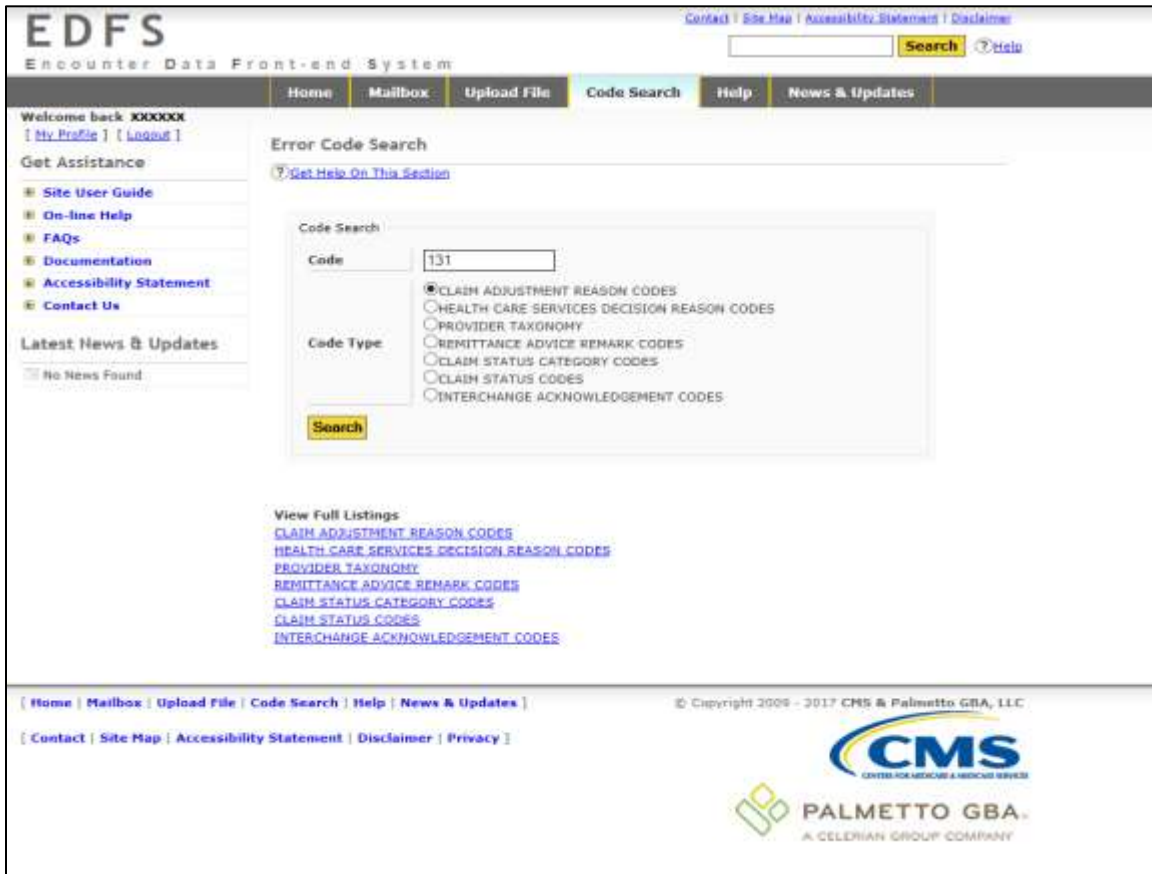 EDFS
Encounter Data Front-end System
Contact | Site Map | Accessibility Statement | Disclaimer
Search ?Help
Home Mailbox Upload File Code Search Help News & Updates
Welcome back XXXXXX
[ My Profile ] [ Logout ]
Get Assistance
Site User Guide
On-line Help
FAQs
Documentation
Accessibility Statement
Contact Us
Latest News & Updates
No News Found
Error Code Search
?Get Help On This Section
Code Search
Code 131
Code Type
CLAIM ADJUSTMENT REASON CODES
HEALTH CARE SERVICES DECISION REASON CODES
PROVIDER TAXONOMY
REMITTANCE ADVICE REMARK CODES
CLAIM STATUS CATEGORY CODES
CLAIM STATUS CODES
INTERCHANGE ACKNOWLEDGEMENT CODES
Search
View Full Listings
CLAIM ADJUSTMENT REASON CODES
HEALTH CARE SERVICES DECISION REASON CODES
PROVIDER TAXONOMY
REMITTANCE ADVICE REMARK CODES
CLAIM STATUS CATEGORY CODES
CLAIM STATUS CODES
INTERCHANGE ACKNOWLEDGEMENT CODES
[ Home | Mailbox | Upload File | Code Search | Help | News & Updates ]
[ Contact | Site Map | Accessibility Statement | Disclaimer | Privacy ]
© Copyright 2009 - 2017 CMS & Palmetto GBA, LLC
CMS
CENTERS FOR MEDICARE & MEDICAID SERVICES
PALMETTO GBA.
A CELERIAN GROUP COMPANY